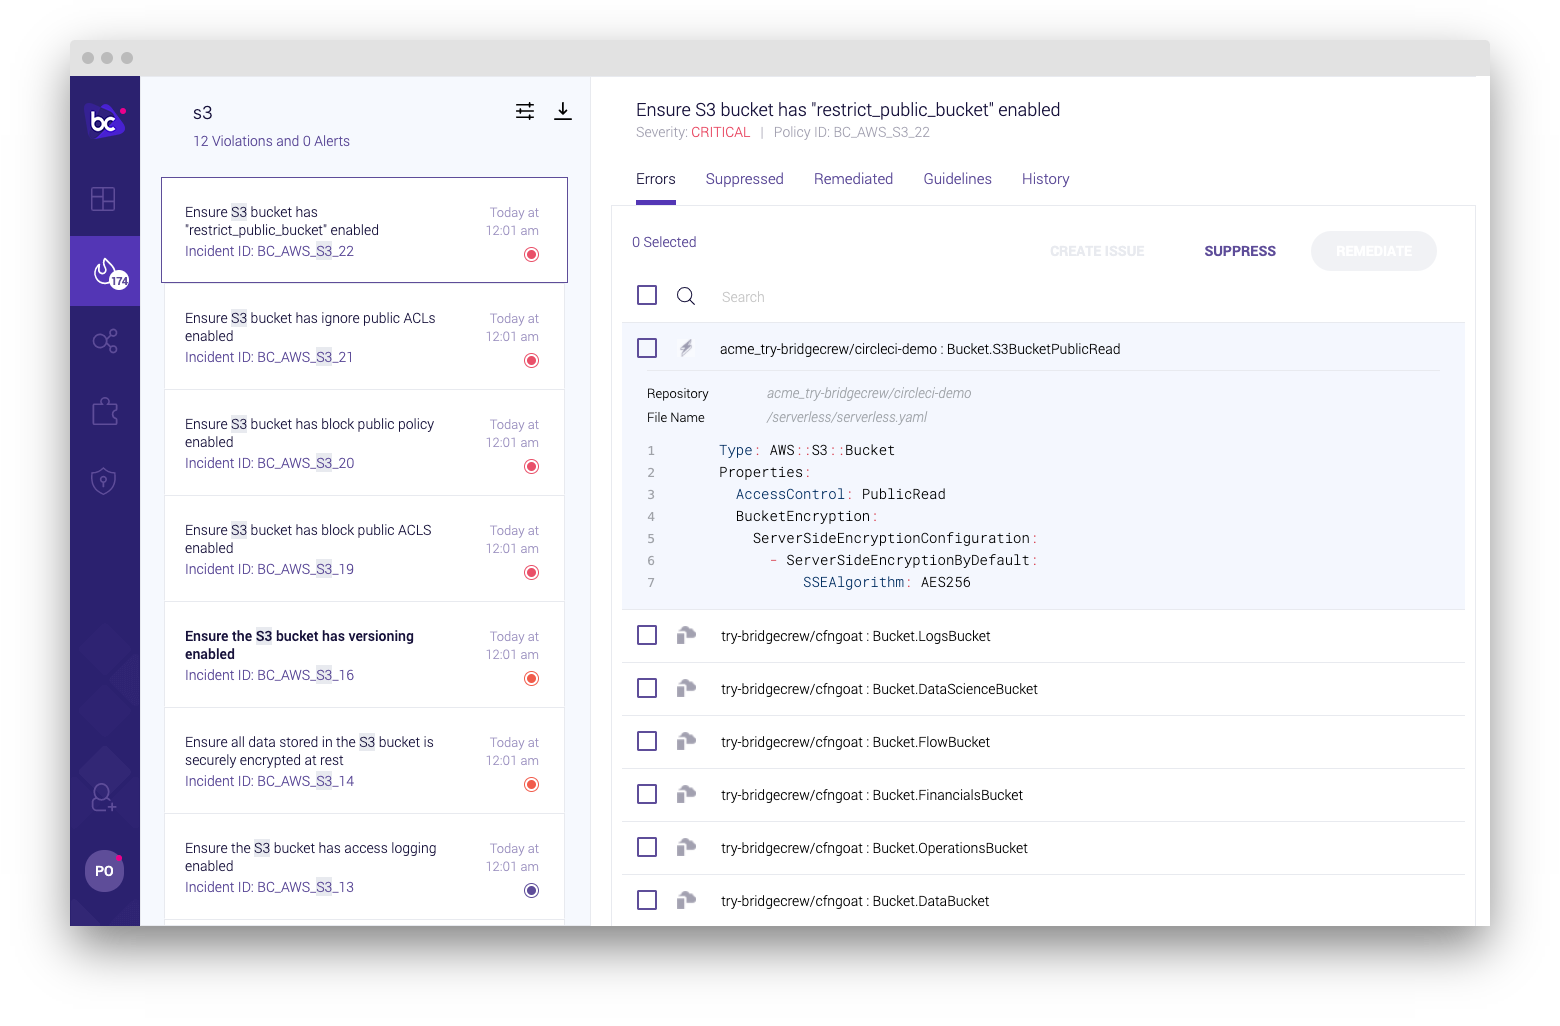 bc
174
PO
s3
12 Violations and 0 Alerts
Ensure S3 bucket has
"restrict_public_bucket" enabled
Incident ID: BC_AWS_S3_22
Today at
12:01 am
Ensure S3 bucket has ignore public ACLs
enabled
Incident ID: BC_AWS_S3_21
Today at
12:01 am
Ensure S3 bucket has block public policy
enabled
Incident ID: BC_AWS_S3_20
Today at
12:01 am
Ensure S3 bucket has block public ACLS
enabled
Incident ID: BC_AWS_S3_19
Today at
12:01 am
Ensure the S3 bucket has versioning
enabled
Incident ID: BC_AWS_S3_16
Today at
12:01 am
Ensure all data stored in the S3 bucket is
securely encrypted at rest
Incident ID: BC_AWS_S3_14
Today at
12:01 am
Ensure the S3 bucket has access logging
enabled
Incident ID: BC_AWS_S3_13
Today at
12:01 am
Ensure S3 bucket has "restrict_public_bucket" enabled
Severity: CRITICAL | Policy ID: BC_AWS_S3_22
Errors Suppressed Remediated Guidelines History
0 Selected
CREATE ISSUE SUPPRESS REMEDIATE
Search
acme_try-bridgecrew/circleci-demo : Bucket.S3BucketPublicRead
Repository acme_try-bridgecrew/circleci-demo
File Name /serverless/serverless.yaml
1 Type: AWS::S3::Bucket
2 Properties:
3 AccessControl: PublicRead
4 BucketEncryption:
5 ServerSideEncryptionConfiguration:
6 - ServerSideEncryptionByDefault:
7 SSEAlgorithm: AES256
try-bridgecrew/cfngoat : Bucket.LogsBucket
try-bridgecrew/cfngoat : Bucket.DataScienceBucket
try-bridgecrew/cfngoat : Bucket.FlowBucket
try-bridgecrew/cfngoat : Bucket.FinancialsBucket
try-bridgecrew/cfngoat : Bucket.OperationsBucket
try-bridgecrew/cfngoat : Bucket.DataBucket